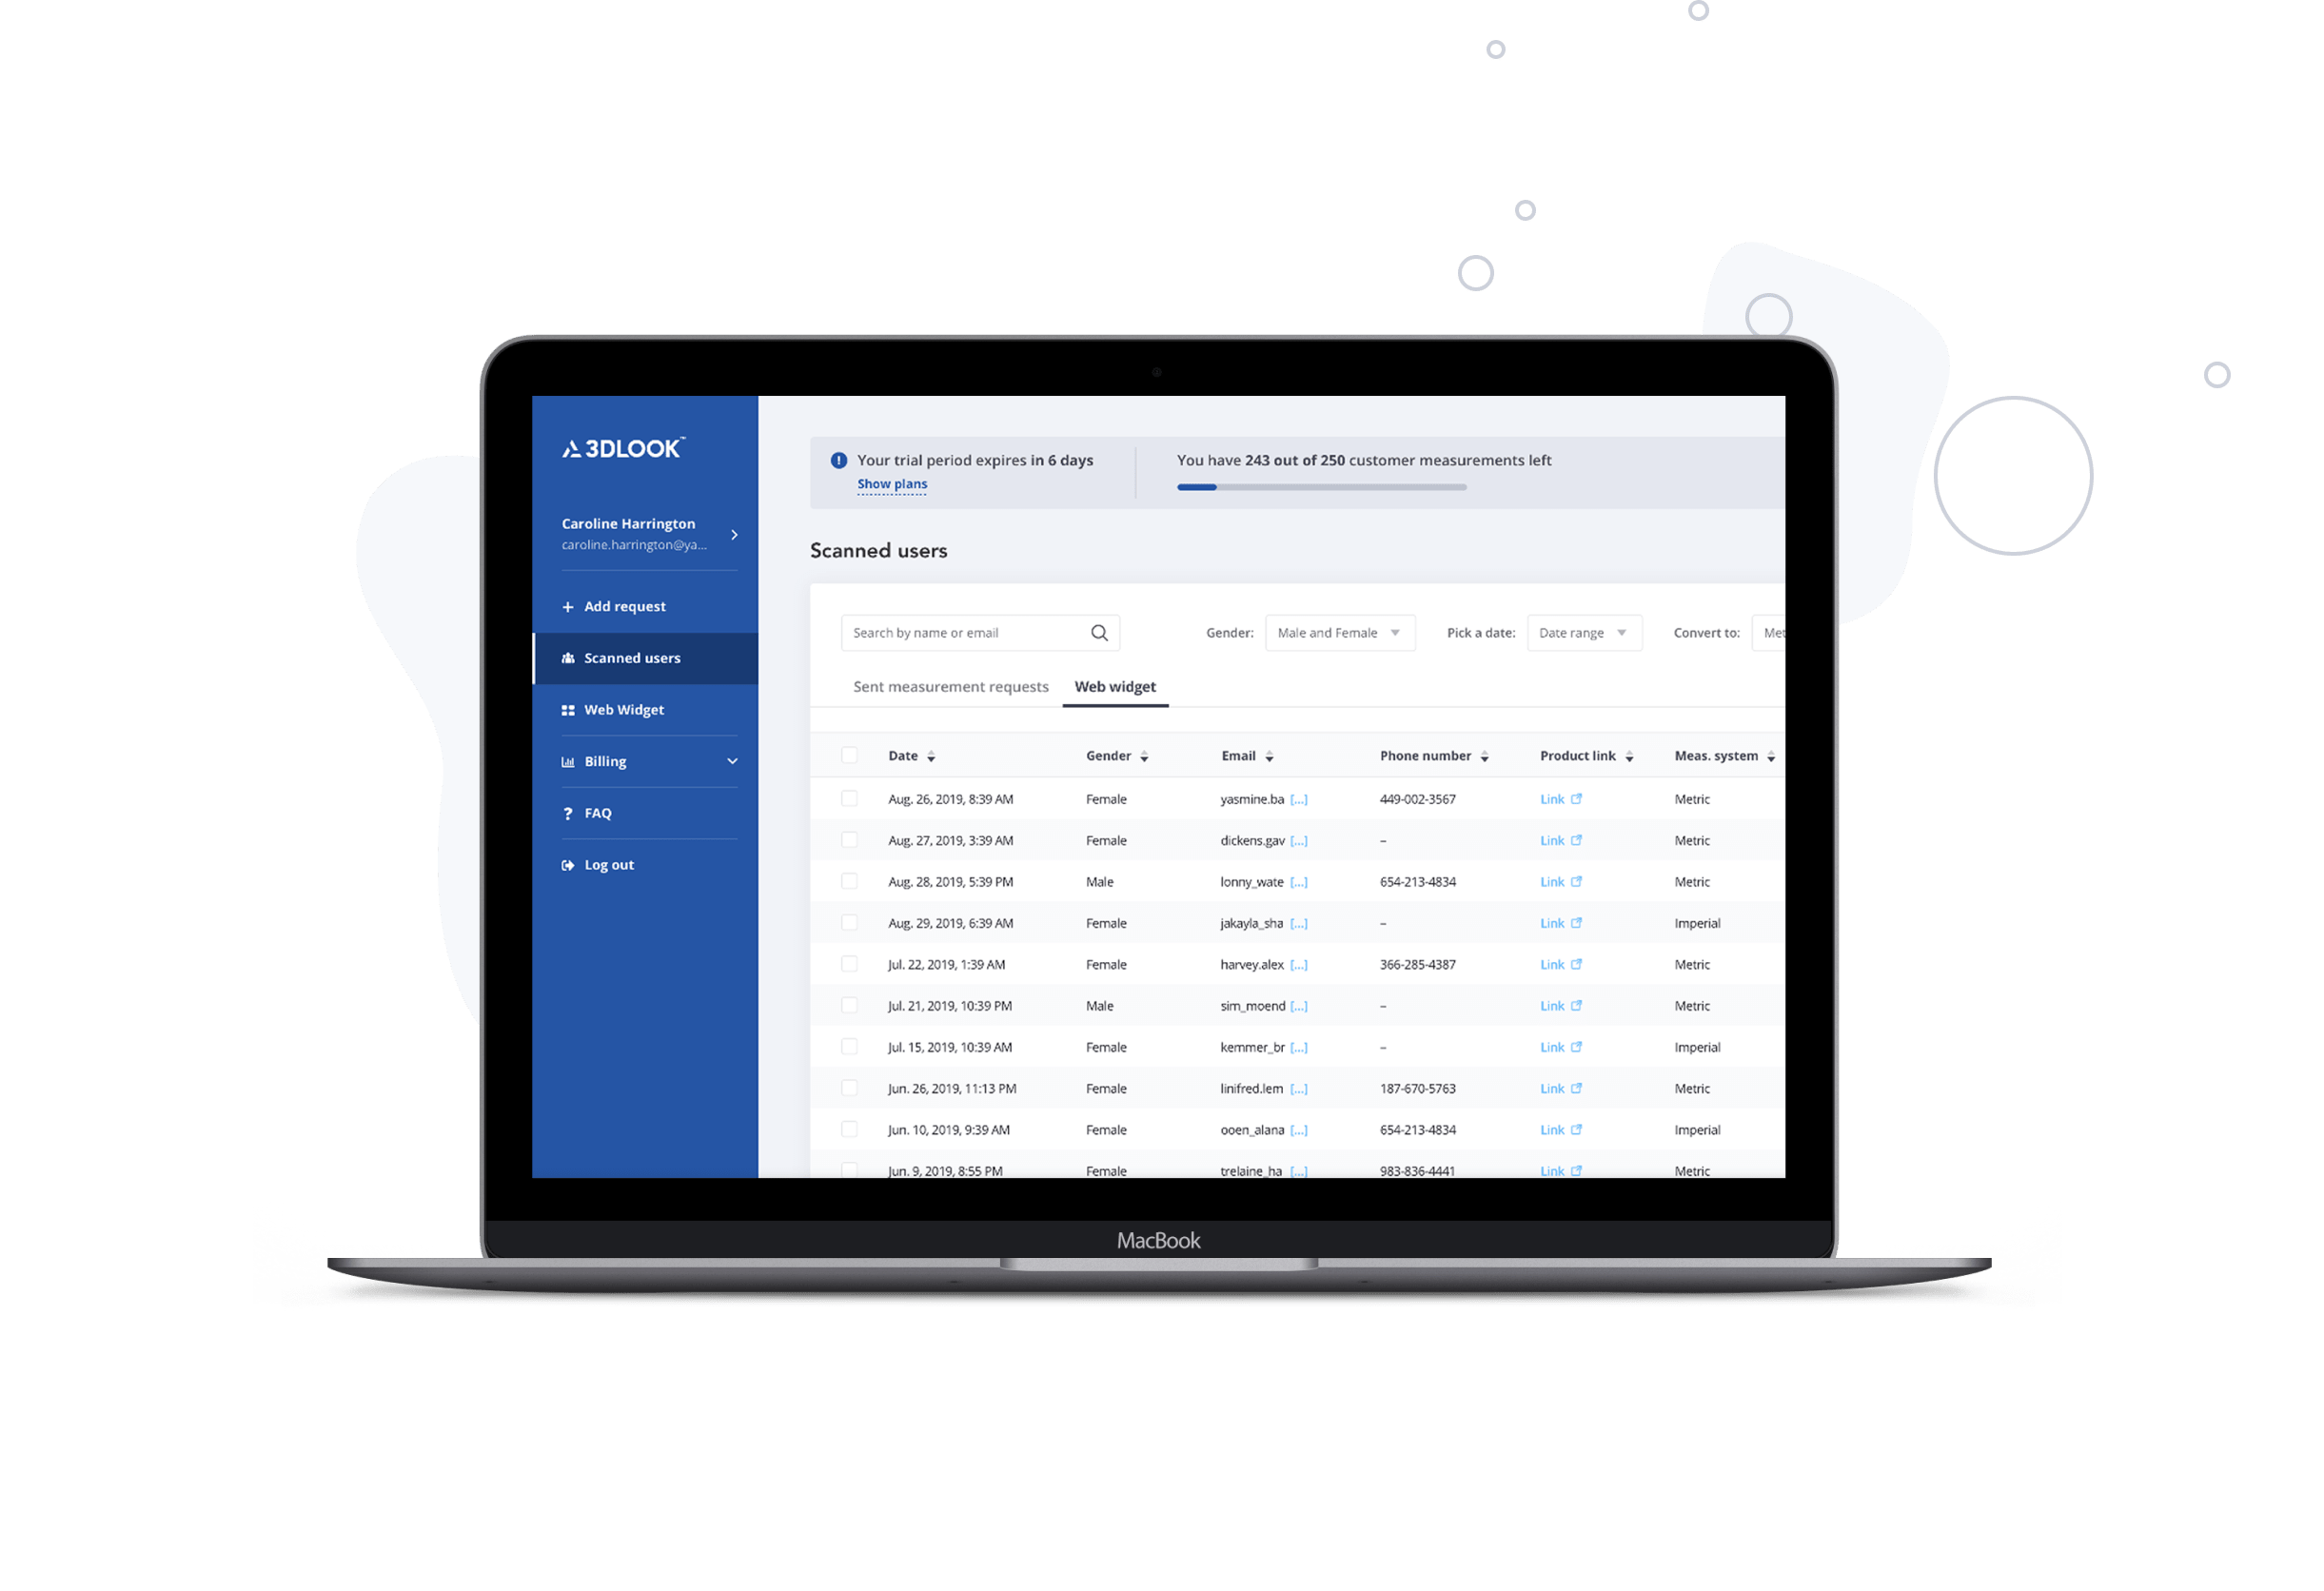 3DLOOK™
Caroline Harrington
caroline.harrington@ya...
Add request
Scanned users
Web Widget
Billing
? FAQ
Log out
Your trial period expires in 6 days
Show plans
You have 243 out of 250 customer measurements left
Scanned users
Search by name or email
Gender: Male and Female
Pick a date: Date range
Convert to: Met
Sent measurement requests Web widget
Date Gender Email Phone number Product link Meas. system
Aug. 26, 2019, 8:39 AM Female yasmine.ba [...] 449-002-3567 Link Metric
Aug. 27, 2019, 3:39 AM Female dickens.gav [...] – Link Metric
Aug. 28, 2019, 5:39 PM Male lonny_wate [...] 654-213-4834 Link Metric
Aug. 29, 2019, 6:39 AM Female jakayla_sha [...] – Link Imperial
Jul. 22, 2019, 1:39 AM Female harvey.alex [...] 366-285-4387 Link Metric
Jul. 21, 2019, 10:39 PM Male sim_moend [...] – Link Metric
Jul. 15, 2019, 10:39 AM Female kemmer_br [...] – Link Imperial
Jun. 26, 2019, 11:13 PM Female linifred.lem [...] 187-670-5763 Link Metric
Jun. 10, 2019, 9:39 AM Female ooen_alana [...] 654-213-4834 Link Imperial
Jun. 9, 2019, 8:55 PM Female trelaine_ha [...] 983-836-4441 Link Metric
MacBook